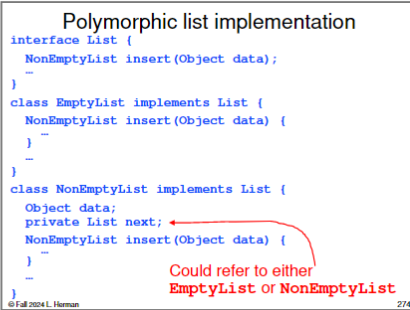 Polymorphic list implementation
interface List {
NonEmptyList insert(Object data);
…
}
class EmptyList implements List {
NonEmptyList insert(Object data) {
…
}
…
}
class NonEmptyList implements List {
Object data;
private List next;
NonEmptyList insert(Object data) {
…
}
…
}
Could refer to either
EmptyList or NonEmptyList
© Fall 2024 L. Herman
274